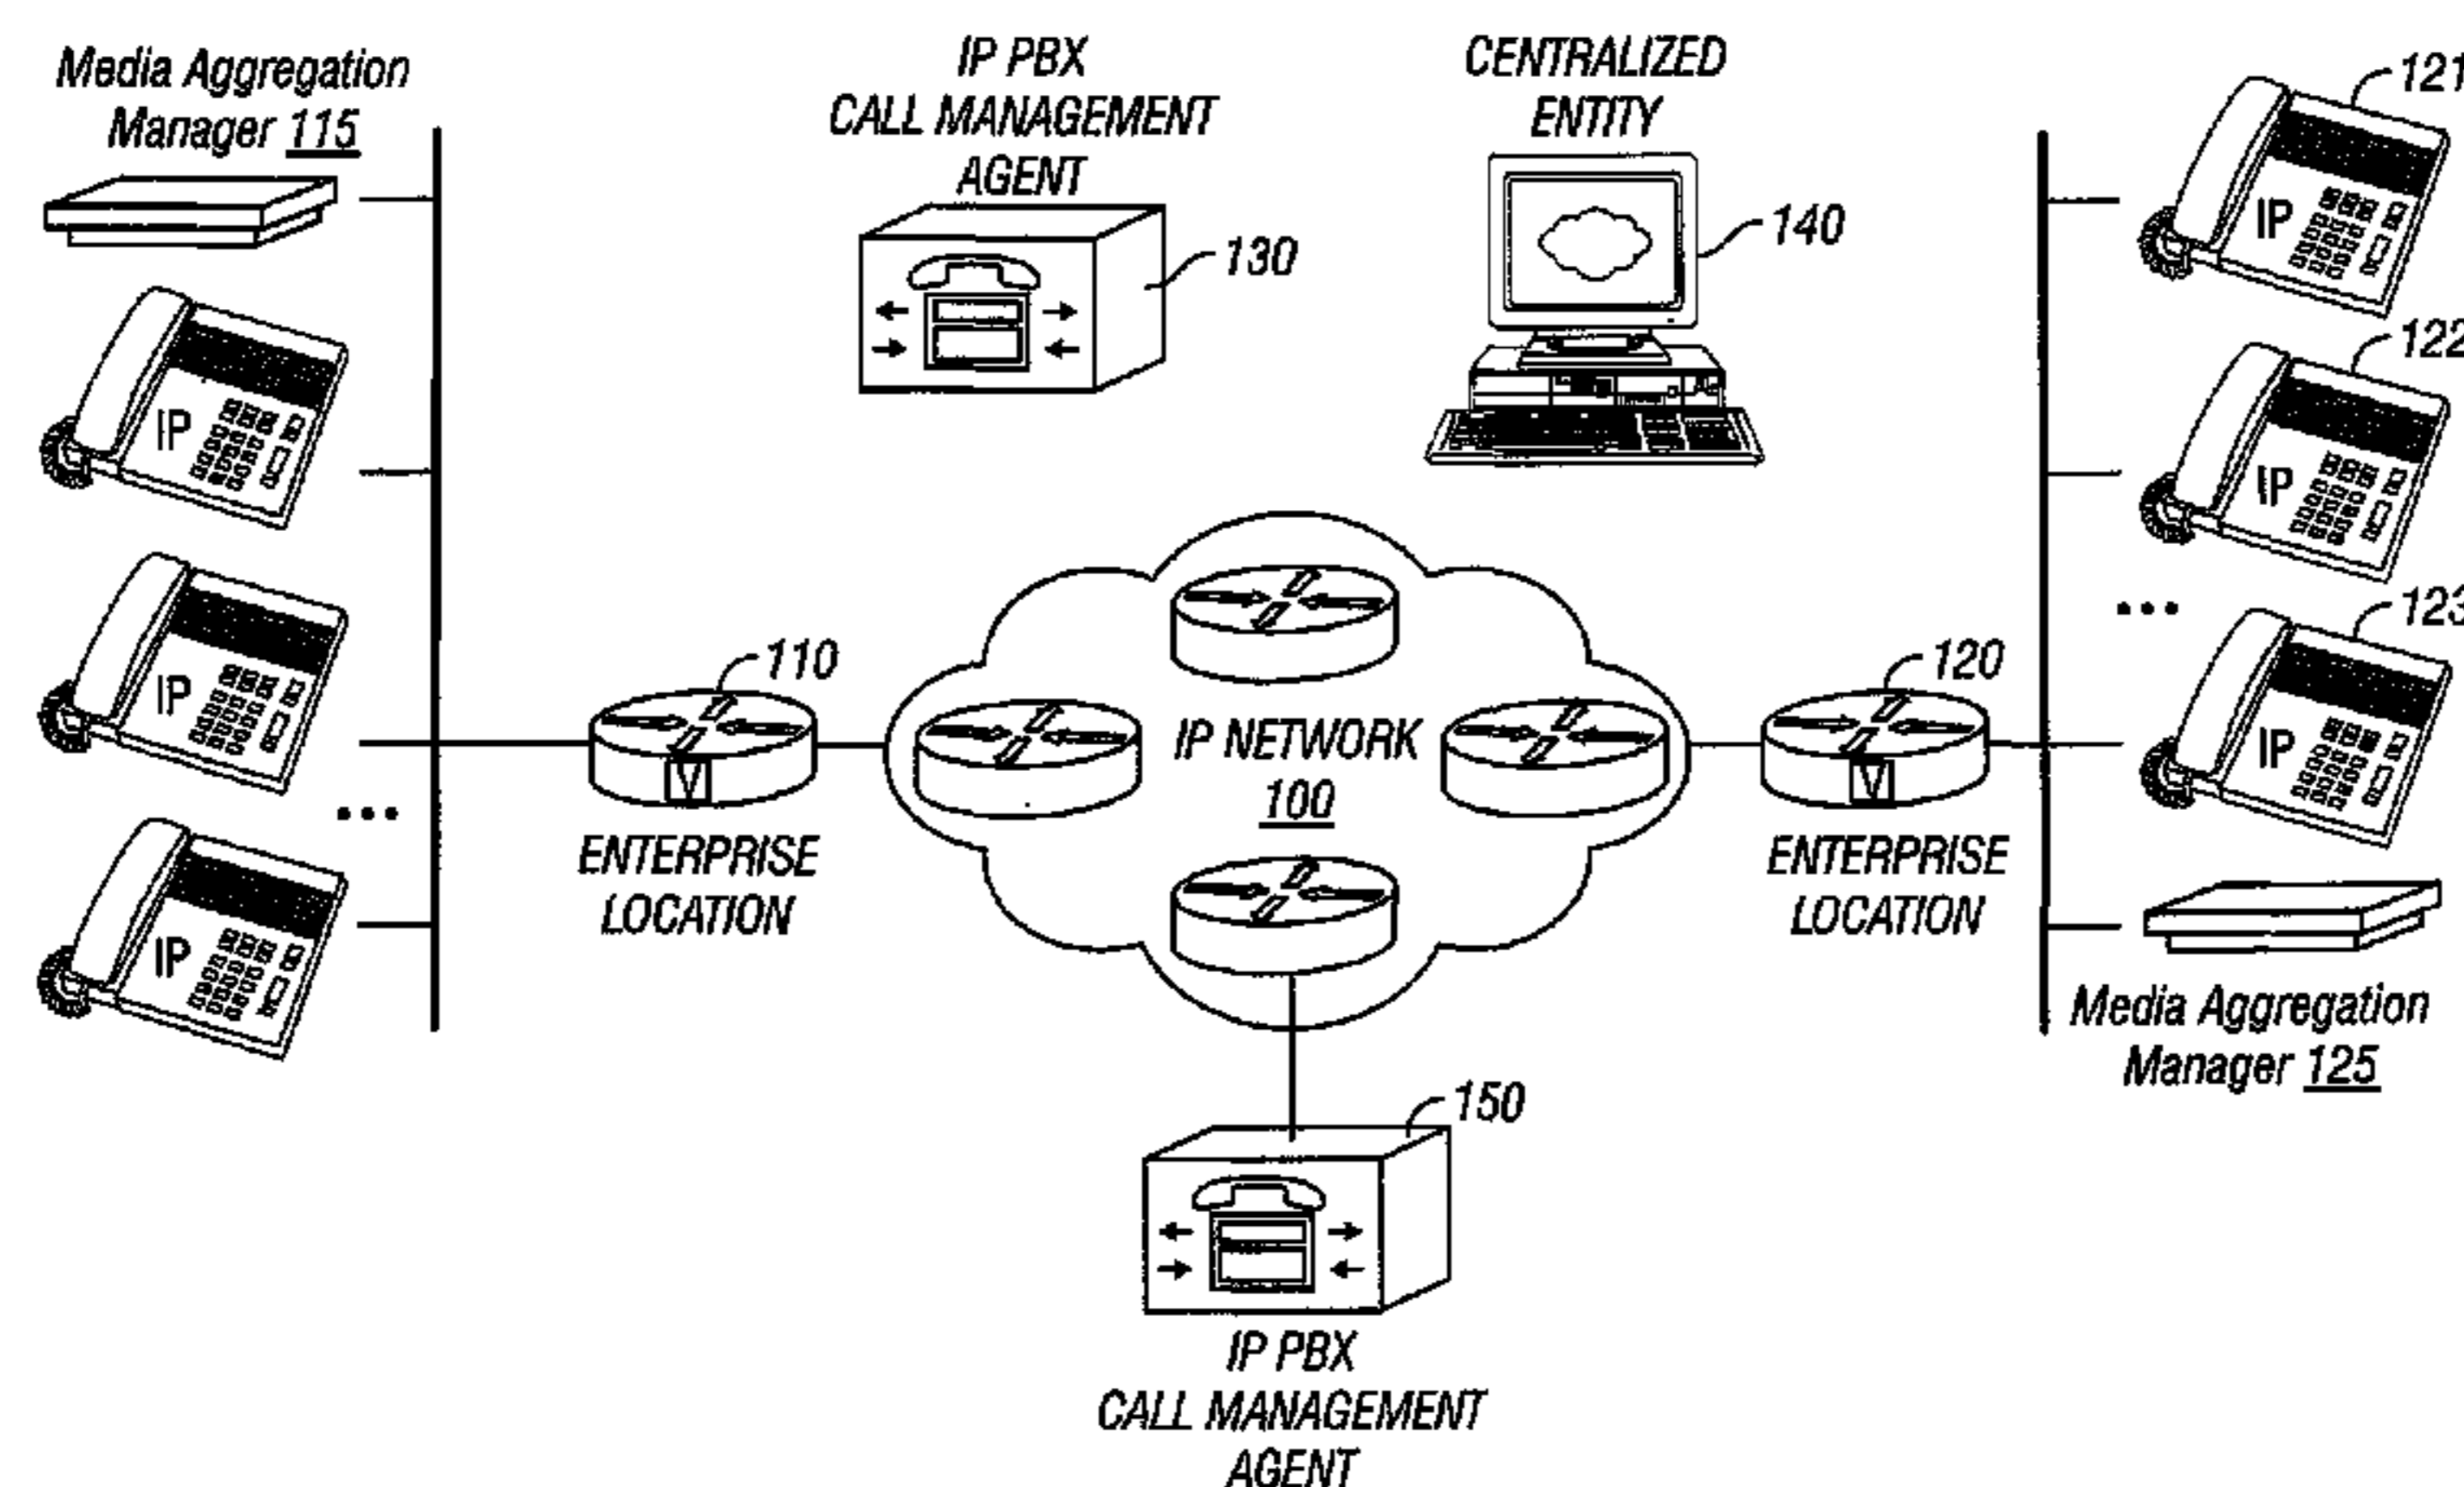 Media Aggregation
Manager 115
IP PBX
CALL MANAGEMENT
AGENT
130
CENTRALIZED
ENTITY
140
121
IP
122
IP
123
IP
IP
IP
IP
110
V
ENTERPRISE
LOCATION
IP NETWORK
100
120
V
ENTERPRISE
LOCATION
Media Aggregation
Manager 125
150
IP PBX
CALL MANAGEMENT
AGENT